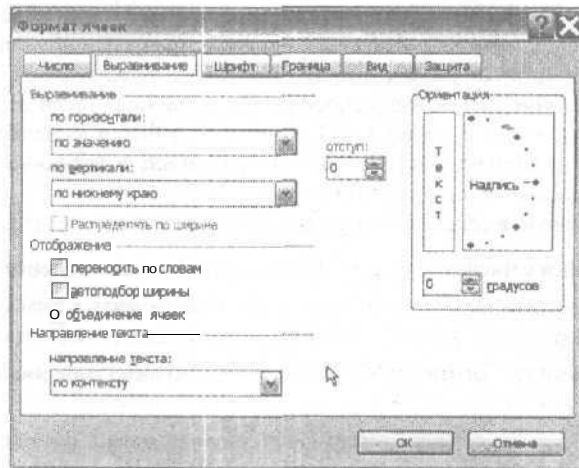 Формат ячеек
Число Выравнивание Шрифт Граница Вид Защита
Выравнивание
по горизонтали:
по значению
отступ:
0
по вертикали:
по нижнему краю
Распределять по ширине
Отображение
переносить по словам
автоподбор ширины
О объединение ячеек
Направление текста
направление текста:
по контексту
Ориентация
Текст
Надпись
0 градусов
ОК Отмена